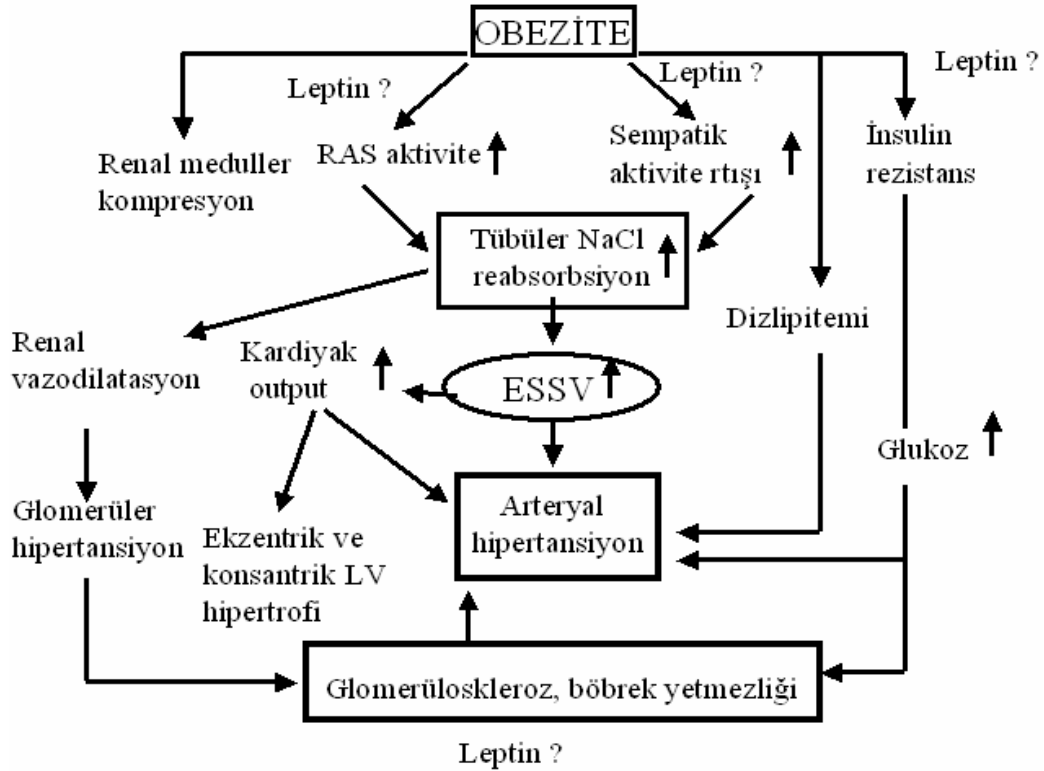 OBEZİTE
Leptin ?
Leptin ?
Leptin ?
Renal meduller
kompresyon
RAS aktivite
Sempatik
aktivite rtışı
İnsulin
rezistans
Tübüler NaCl
reabsorbsiyon
Dizlipitemi
Renal
vazodilatasyon
Kardiyak
output
ESSV
Glukoz
Glomerüler
hipertansiyon
Ekzentrik ve
konsantrik LV
hipertrofi
Arteryal
hipertansiyon
Glomerüloskleroz, böbrek yetmezliği
Leptin ?